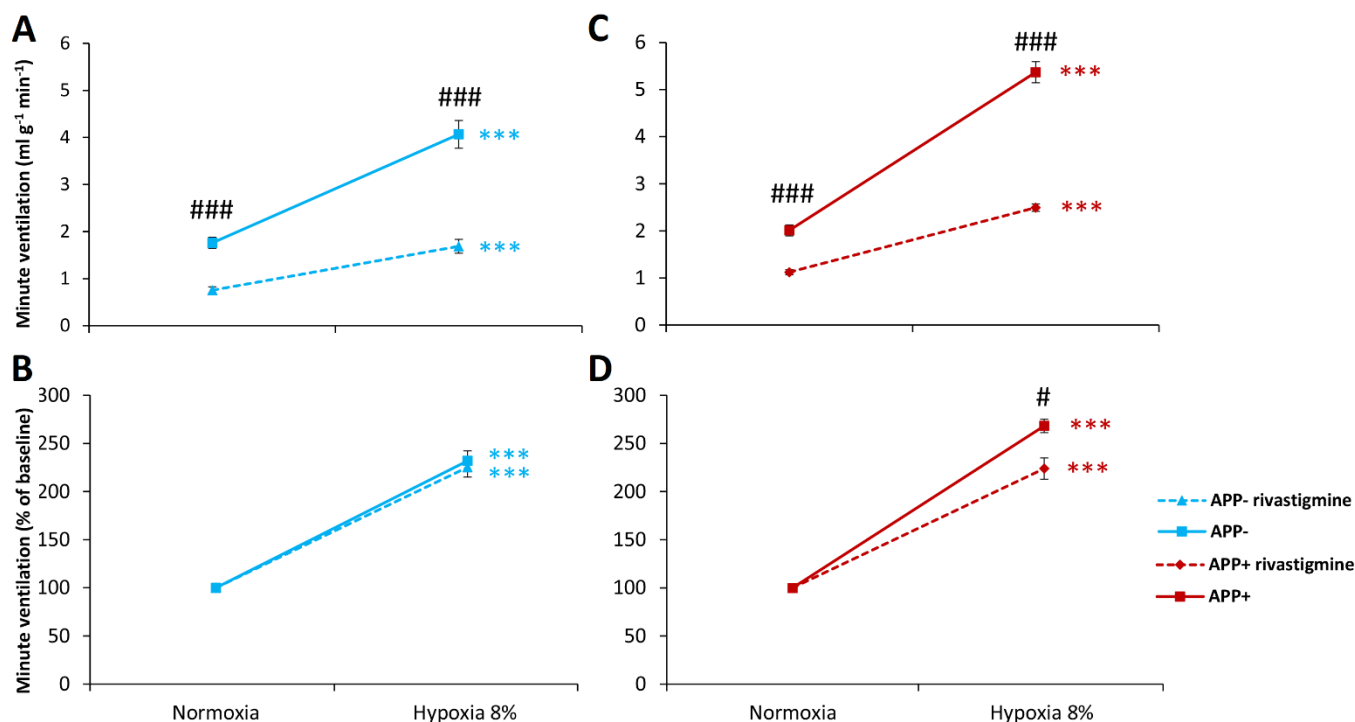 A
Minute ventilation (ml g⁻¹ min⁻¹)
6
5
4
3
2
1
0
###
###
***
***
C
6
5
4
3
2
1
0
###
###
***
***
B
Minute ventilation (% of baseline)
300
250
200
150
100
50
0
***
***
Normoxia
Hypoxia 8%
D
300
250
200
150
100
50
0
#
***
***
Normoxia
Hypoxia 8%
APP- rivastigmine
APP-
APP+ rivastigmine
APP+